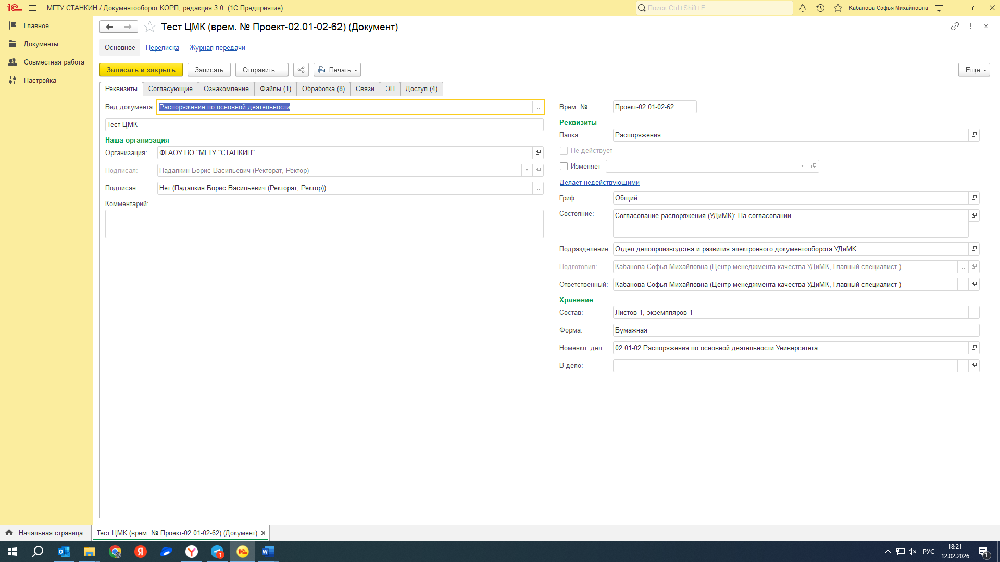 МГТУ СТАНКИН / Документооборот КОРП, редакция 3.0 (1С:Предприятие)
Поиск Ctrl+Shift+F
Кабанова Софья Михайловна
Главное
Документы
Совместная работа
Настройка
Тест ЦМК (врем. № Проект-02.01-02-62) (Документ)
Основное Переписка Журнал передачи
Записать и закрыть Записать Отправить... Печать Еще
Реквизиты Согласующие Ознакомление Файлы (1) Обработка (8) Связи ЭП Доступ (4)
Вид документа: Распоряжение по основной деятельности ...
Тест ЦМК
Наша организация
Организация: ФГАОУ ВО "МГТУ "СТАНКИН"
Подписал: Падалкин Борис Васильевич (Ректорат, Ректор)
Подписан: Нет (Падалкин Борис Васильевич (Ректорат, Ректор)) ...
Комментарий:
Врем. №: Проект-02.01-02-62
Реквизиты
Папка: Распоряжения
Не действует
Изменяет
Делает недействующими
Гриф: Общий
Состояние: Согласование распоряжения (УДиМК): На согласовании
Подразделение: Отдел делопроизводства и развития электронного документооборота УДиМК
Подготовил: Кабанова Софья Михайловна (Центр менеджмента качества УДиМК, Главный специалист ) ...
Ответственный: Кабанова Софья Михайловна (Центр менеджмента качества УДиМК, Главный специалист ) ...
Хранение
Состав: Листов 1, экземпляров 1 ...
Форма: Бумажная
Номенкл. дел: 02.01-02 Распоряжения по основной деятельности Университета
В дело: ...
Начальная страница Тест ЦМК (врем. № Проект-02.01-02-62) (Документ)
РУС 18:21
12.02.2026
1
1